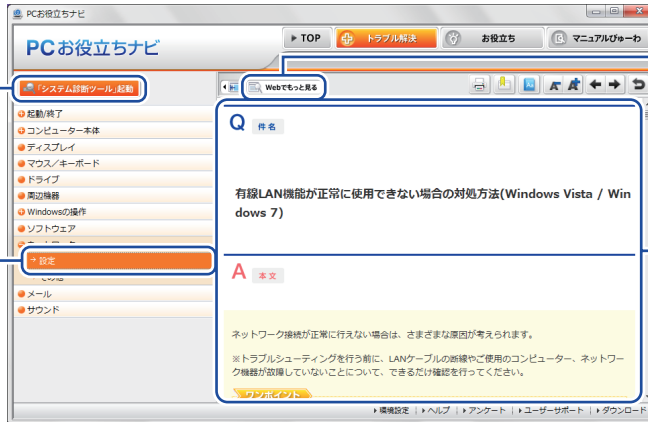 PCお役立ちナビ
PCお役立ちナビ
TOP
トラブル解決
お役立ち
マニュアルびゅーわ
「システム診断ツール」起動
Webでもっと見る
起動/終了
コンピューター本体
ディスプレイ
マウス/キーボード
ドライブ
周辺機器
Windowsの操作
ソフトウェア
設定
メール
サウンド
Q 件名
有線LAN機能が正常に使用できない場合の対処方法(Windows Vista / Win
dows 7)
A 本文
ネットワーク接続が正常に行えない場合は、さまざまな原因が考えられます。
※トラブルシューティングを行う前に、LANケーブルの断線やご使用のコンピューター、ネットワー
ク機器が故障していないことについて、できるだけ確認を行ってください。
ワンポイント
環境設定 | ヘルプ | アンケート | ユーザーサポート | ダウンロード